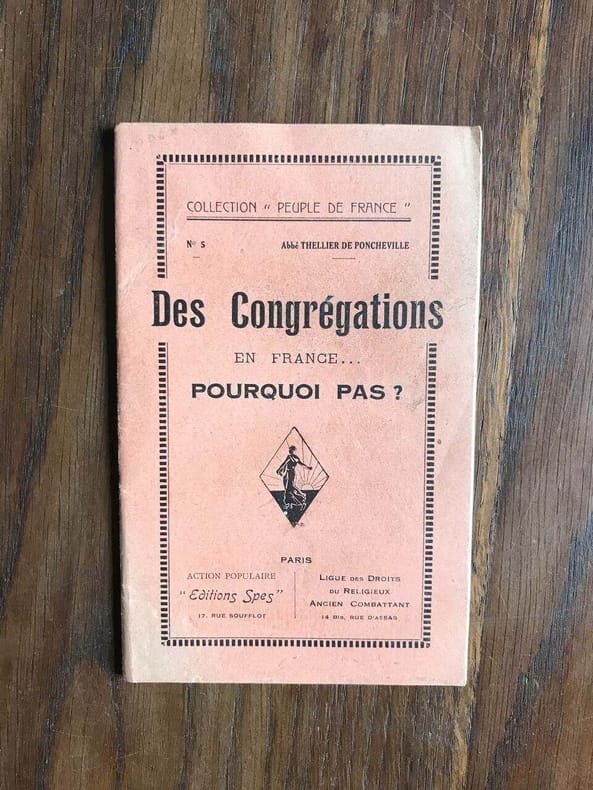 COLLECTION " PEUPLE DE FRANCE "
N° 5 Abbé THELLIER DE PONCHEVILLE
Des Congrégations
EN FRANCE...
POURQUOI PAS ?
PARIS
ACTION POPULAIRE
"Editions Spes"
17, RUE SOUFFLOT
LIGUE DES DROITS
DU RELIGIEUX
ANCIEN COMBATTANT
14 BIS, RUE D'ASSAS